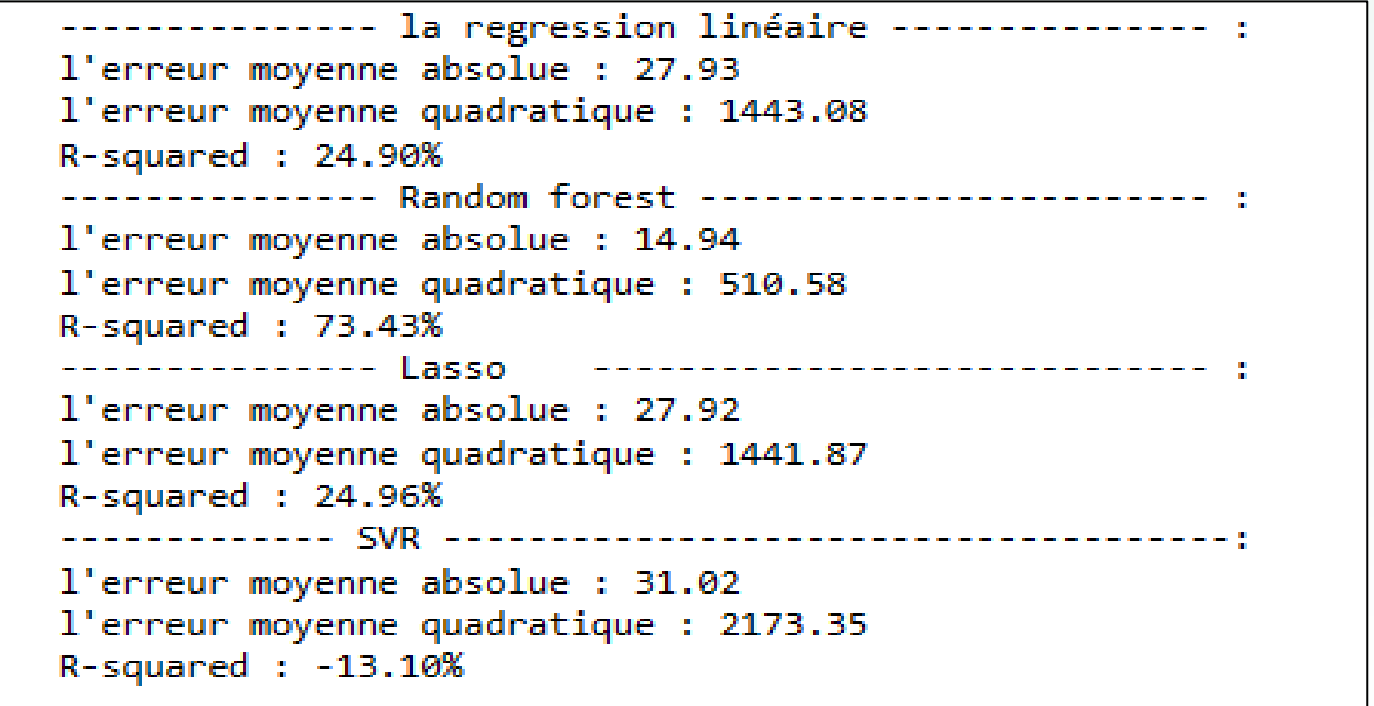 --------------- la regression linéaire --------------- :
l'erreur moyenne absolue : 27.93
l'erreur moyenne quadratique : 1443.08
R-squared : 24.90%
--------------- Random forest ------------------------ :
l'erreur moyenne absolue : 14.94
l'erreur moyenne quadratique : 510.58
R-squared : 73.43%
--------------- Lasso    ----------------------------- :
l'erreur moyenne absolue : 27.92
l'erreur moyenne quadratique : 1441.87
R-squared : 24.96%
------------- SVR -------------------------------------:
l'erreur moyenne absolue : 31.02
l'erreur moyenne quadratique : 2173.35
R-squared : -13.10%